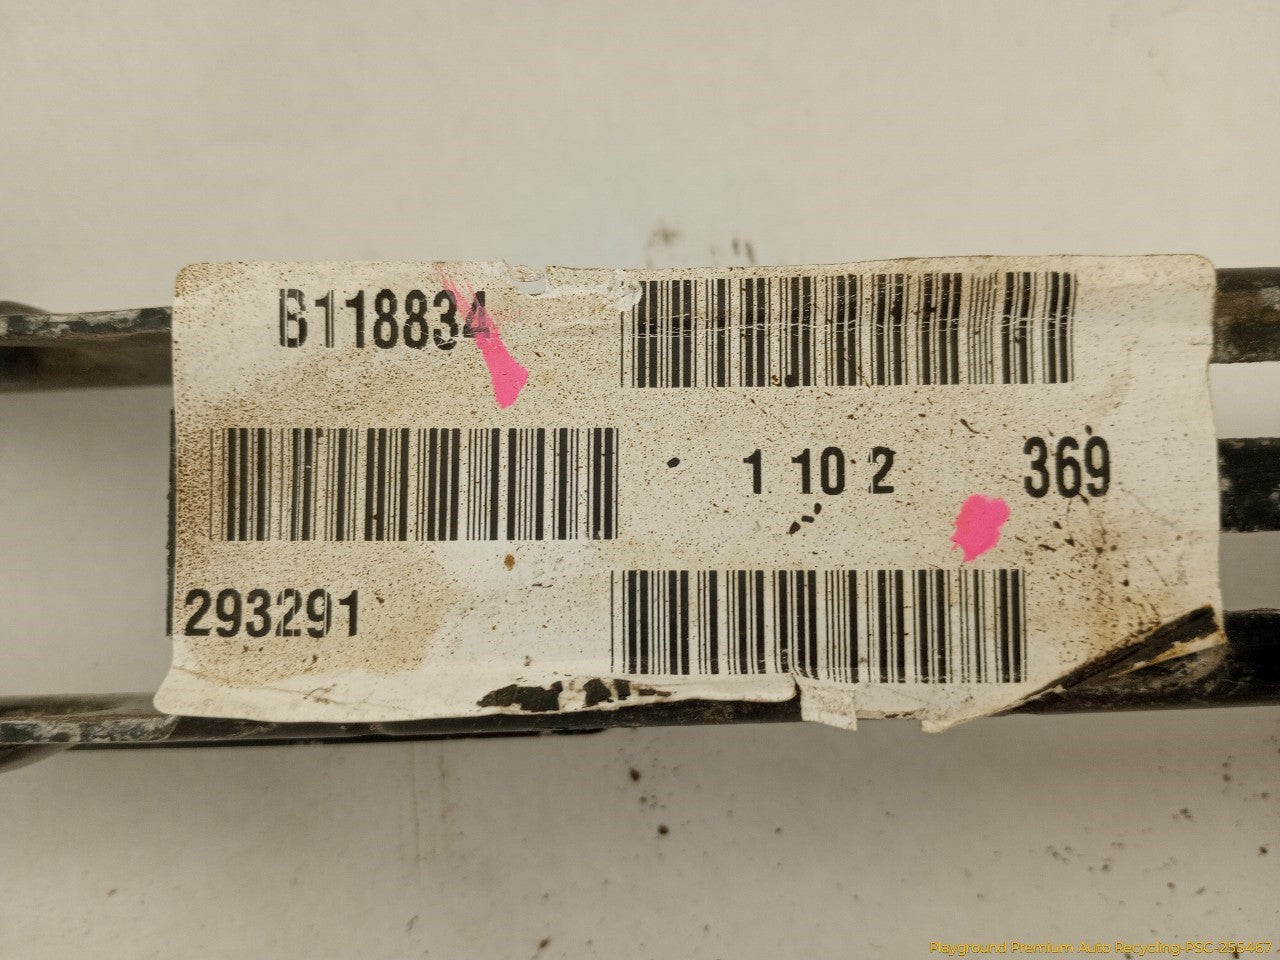 B118834
1 10 2 369
293291
Playground Premium Auto Recycling-PSC-255467